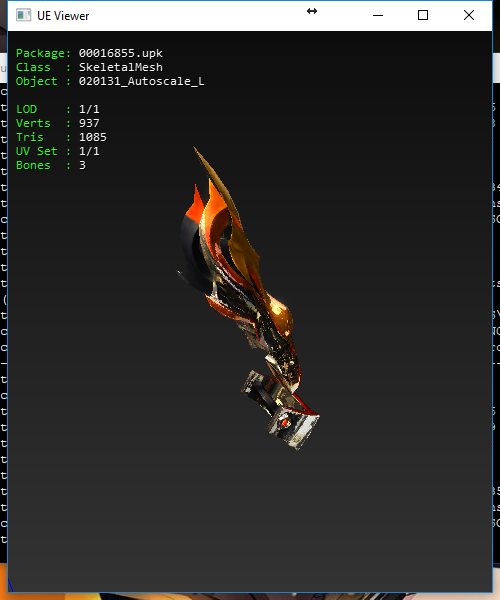 UE Viewer
Package: 00016855.upk
Class : SkeletalMesh
Object : 020131_Autoscale_L
LOD : 1/1
Verts : 937
Tris : 1085
UV Set : 1/1
Bones : 3